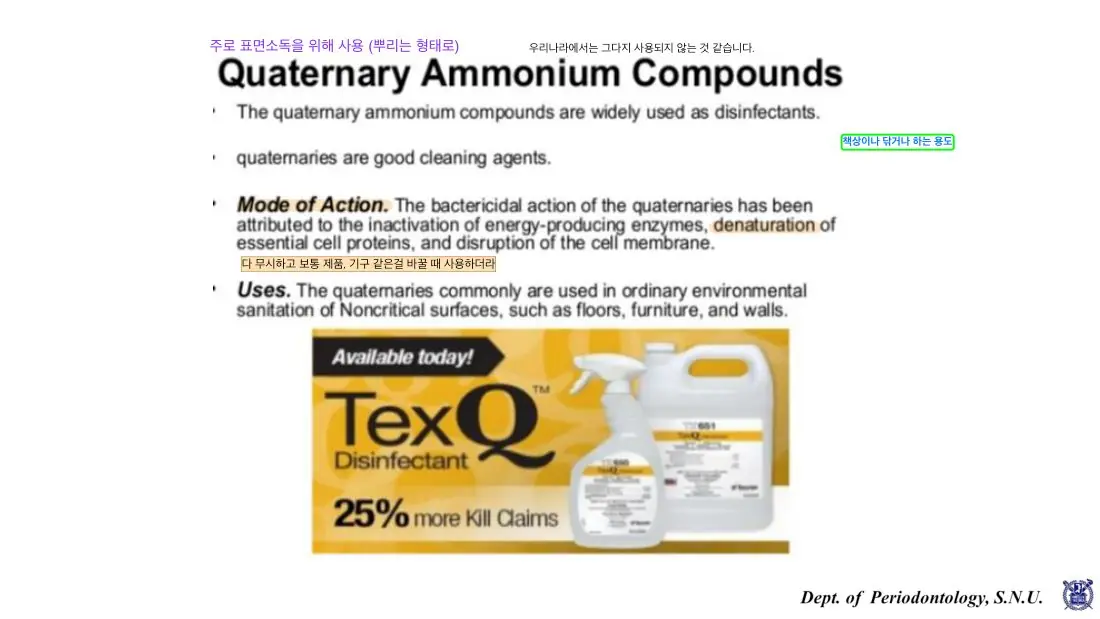 주로 표면소독을 위해 사용 (뿌리는 형태로)
우리나라에서는 그다지 사용되지 않는 것 같습니다.
Quaternary Ammonium Compounds
• The quaternary ammonium compounds are widely used as disinfectants.
책상이나 닦거나 하는 용도
• quaternaries are good cleaning agents.
• Mode of Action. The bactericidal action of the quaternaries has been
attributed to the inactivation of energy-producing enzymes, denaturation of
essential cell proteins, and disruption of the cell membrane.
다 무시하고 보통 제품, 기구 같은걸 바꿀 때 사용하더라
• Uses. The quaternaries commonly are used in ordinary environmental
sanitation of Noncritical surfaces, such as floors, furniture, and walls.
Available today!
TexQ™
Disinfectant
25% more Kill Claims
TexQ
TexQ
Dept. of Periodontology, S.N.U.